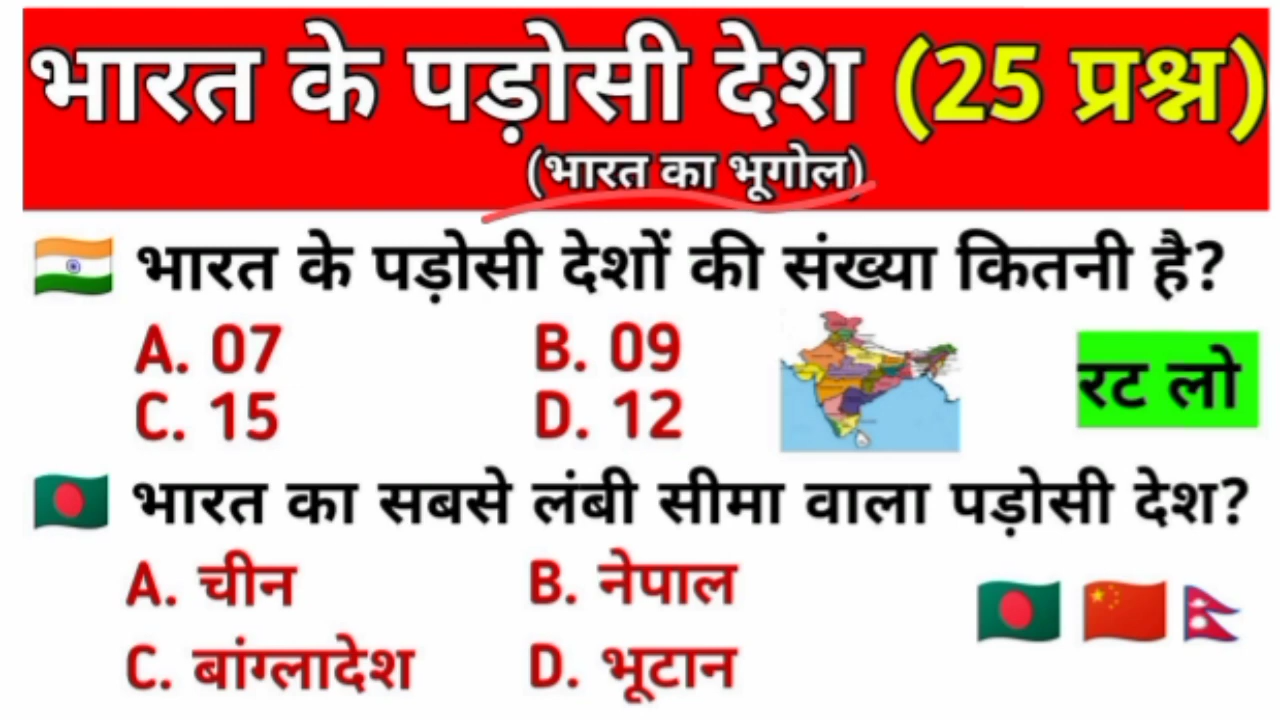 भारत के पड़ोसी देश (25 प्रश्न)
(भारत का भूगोल)
भारत के पड़ोसी देशों की संख्या कितनी है?
A. 07 B. 09
C. 15 D. 12
रट लो
भारत का सबसे लंबी सीमा वाला पड़ोसी देश?
A. चीन B. नेपाल
C. बांग्लादेश D. भूटान